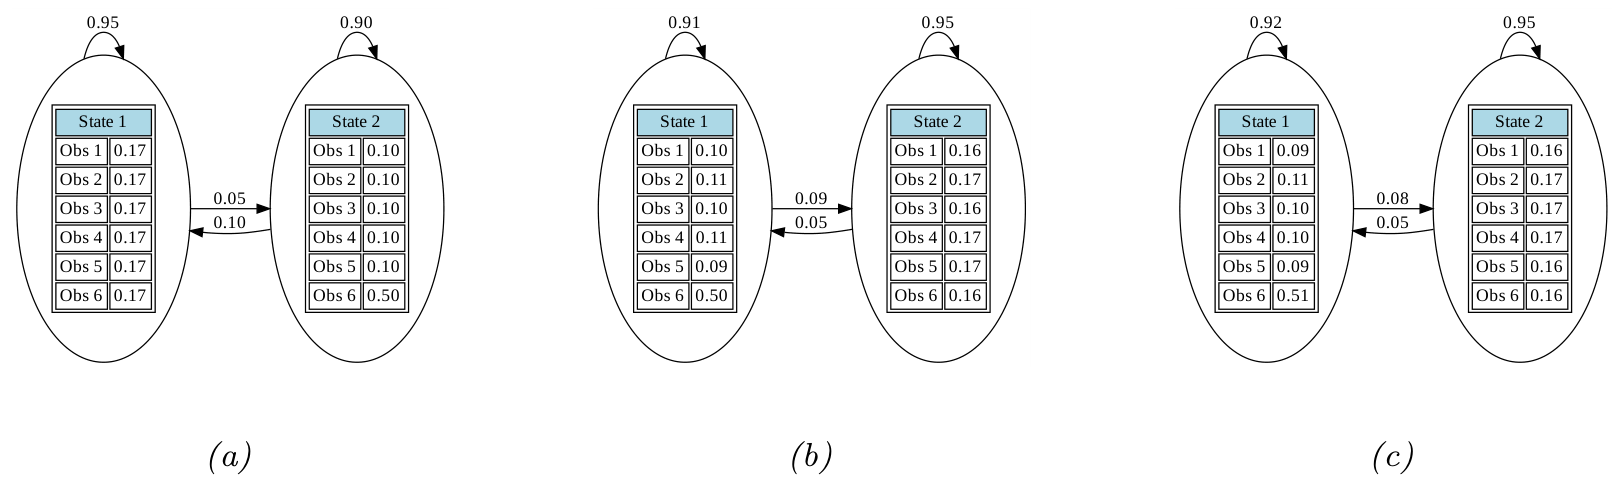 0.95
0.90
State 1
Obs 1 0.17
Obs 2 0.17
Obs 3 0.17
Obs 4 0.17
Obs 5 0.17
Obs 6 0.17
0.05
0.10
State 2
Obs 1 0.10
Obs 2 0.10
Obs 3 0.10
Obs 4 0.10
Obs 5 0.10
Obs 6 0.50
(a)
0.91
0.95
State 1
Obs 1 0.10
Obs 2 0.11
Obs 3 0.10
Obs 4 0.11
Obs 5 0.09
Obs 6 0.50
0.09
0.05
State 2
Obs 1 0.16
Obs 2 0.17
Obs 3 0.16
Obs 4 0.17
Obs 5 0.17
Obs 6 0.16
(b)
0.92
0.95
State 1
Obs 1 0.09
Obs 2 0.11
Obs 3 0.10
Obs 4 0.10
Obs 5 0.09
Obs 6 0.51
0.08
0.05
State 2
Obs 1 0.16
Obs 2 0.17
Obs 3 0.17
Obs 4 0.17
Obs 5 0.16
Obs 6 0.16
(c)